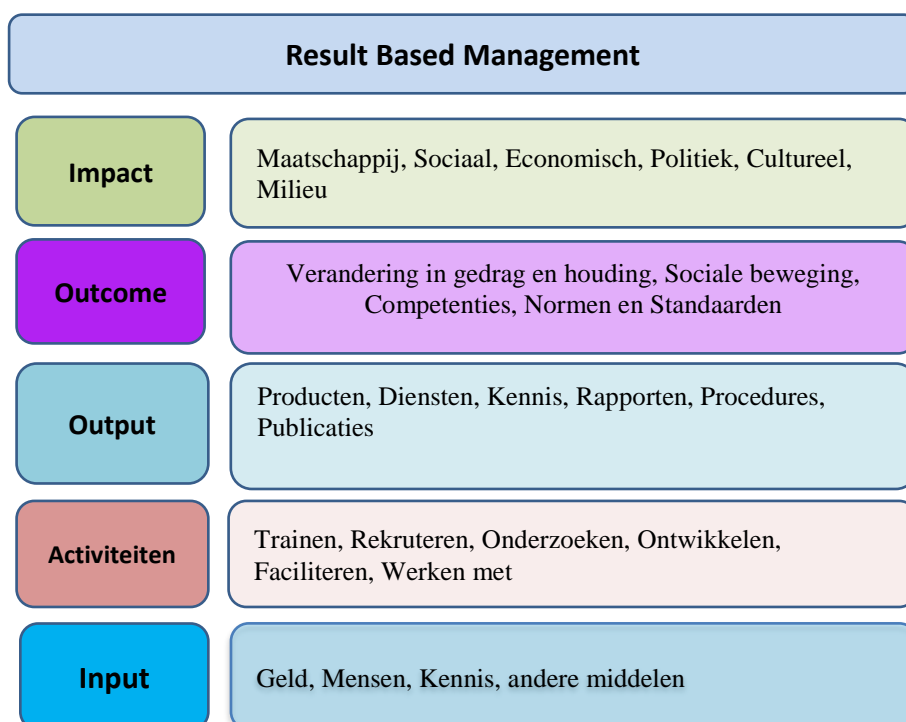 Result Based Management
Impact
Maatschappij, Sociaal, Economisch, Politiek, Cultureel,
Milieu
Outcome
Verandering in gedrag en houding, Sociale beweging,
Competenties, Normen en Standaarden
Output
Producten, Diensten, Kennis, Rapporten, Procedures,
Publicaties
Activiteiten
Trainen, Rekruteren, Onderzoeken, Ontwikkelen,
Faciliteren, Werken met
Input
Geld, Mensen, Kennis, andere middelen